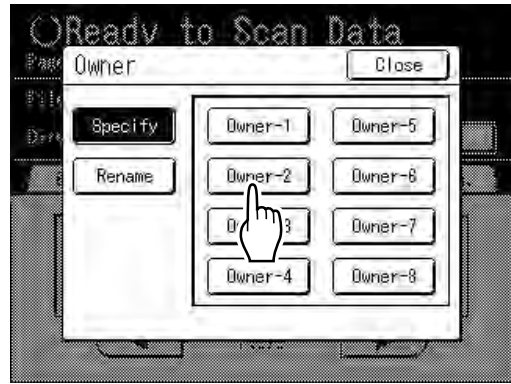 Ready to Scan Data
Owner
Close
Specify
Rename
Owner-1
Owner-5
Owner-2
Owner-6
Owner-7
Owner-4
Owner-8